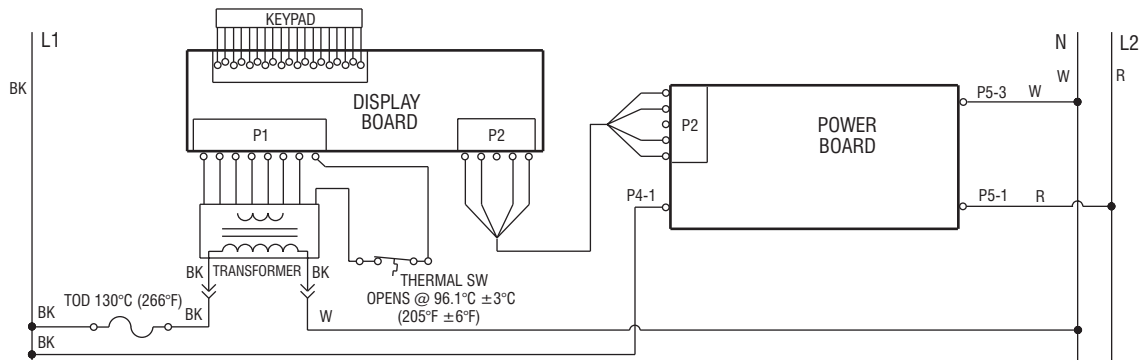 KEYPAD
L1
N
L2
BK
W
R
DISPLAY
BOARD
P1
P2
P2
POWER
BOARD
P5-3
W
P4-1
P5-1
R
BK
TRANSFORMER
BK
THERMAL SW
OPENS @ 96.1°C ±3°C
(205°F ±6°F)
TOD 130°C (266°F)
BK
BK
W
BK